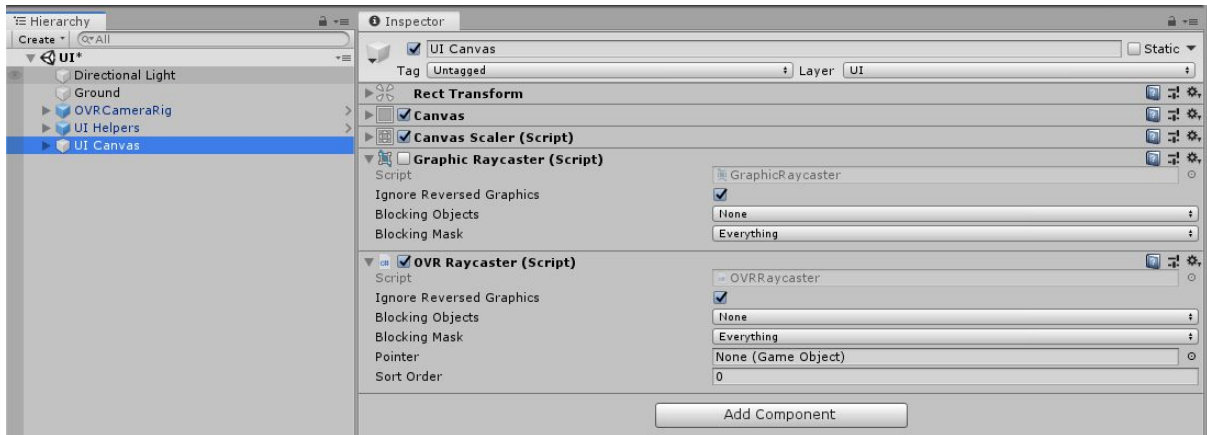 Hierarchy
Create
All
UI*
Directional Light
Ground
OVRCameraRig
UI Helpers
UI Canvas
Inspector
UI Canvas
Static
Tag Untagged Layer UI
Rect Transform
Canvas
Canvas Scaler (Script)
Graphic Raycaster (Script)
Script GraphicRaycaster
Ignore Reversed Graphics
Blocking Objects None
Blocking Mask Everything
OVR Raycaster (Script)
Script OVRRaycaster
Ignore Reversed Graphics
Blocking Objects None
Blocking Mask Everything
Pointer None (Game Object)
Sort Order 0
Add Component